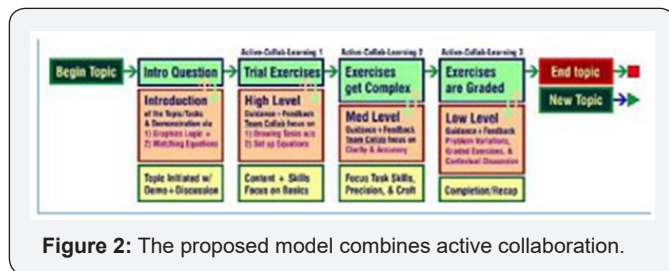 Active-Collab-Learning 1
Active-Collab-Learning 2
Active-Collab-Learning 3
Begin Topic
Intro Question
Trial Exercises
Exercises
get Complex
Exercises
are Graded
End topic
New Topic
Introduction
of the Topic/Tasks
& Demonstration via
1) Graphics Logic +
2) Matching Equations
High Level
Guidance + Feedback
Team Collab focus on
1) Growing Tasks
2) Set up Equations
Med Level
Guidance + Feedback
Team Collab focus on
Clarity & Accuracy
Low Level
Guidance + Feedback
Problem Variations,
Graded Exercises, &
Contextual Discussion
Topic Initiated w/
Demo + Discussion
Content + Skills
Focus on Basics
Focus Task Skills,
Precision, & Craft
Completion/Recap
Figure 2: The proposed model combines active collaboration.